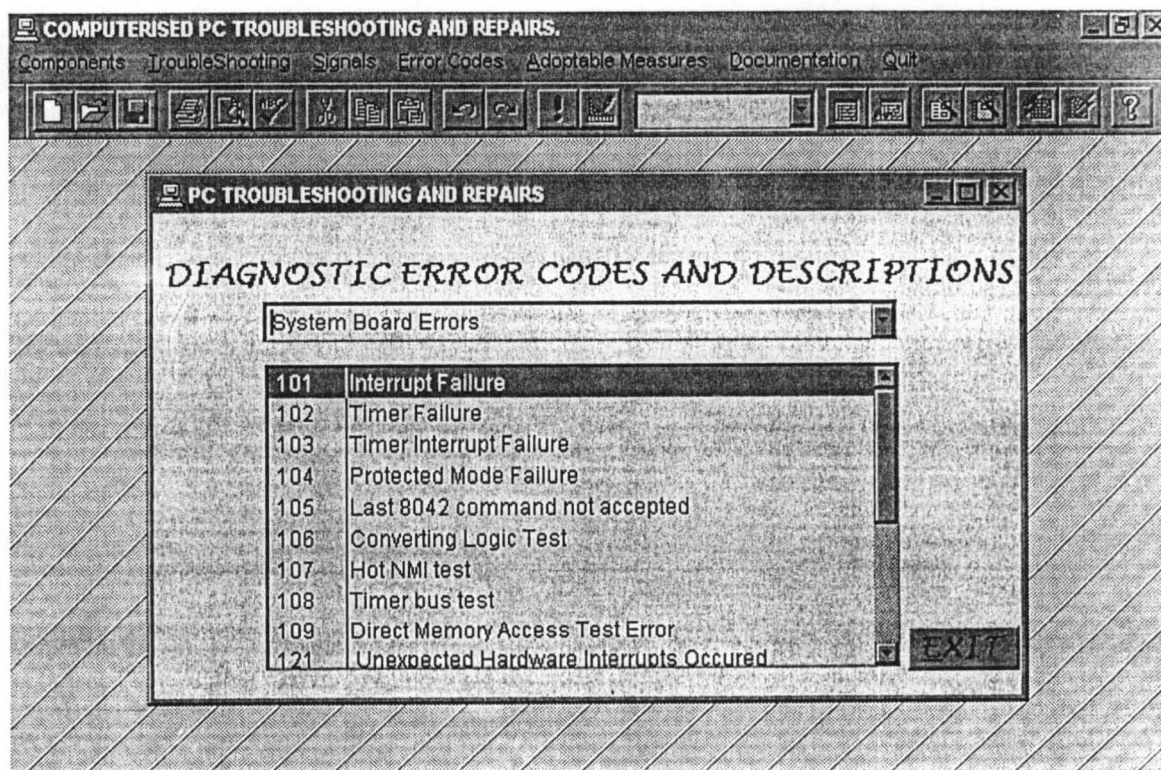 COMPUTERISED PC TROUBLESHOOTING AND REPAIRS.
Components TroubleShooting Signals Error Codes Adoptable Measures Documentation Quit
ABC
PC TROUBLESHOOTING AND REPAIRS
DIAGNOSTIC ERROR CODES AND DESCRIPTIONS
System Board Errors
101 Interrupt Failure
102 Timer Failure
103 Timer Interrupt Failure
104 Protected Mode Failure
105 Last 8042 command not accepted
106 Converting Logic Test
107 Hot NMI test
108 Timer bus test
109 Direct Memory Access Test Error
121 Unexpected Hardware Interrupts Occured
EXIT